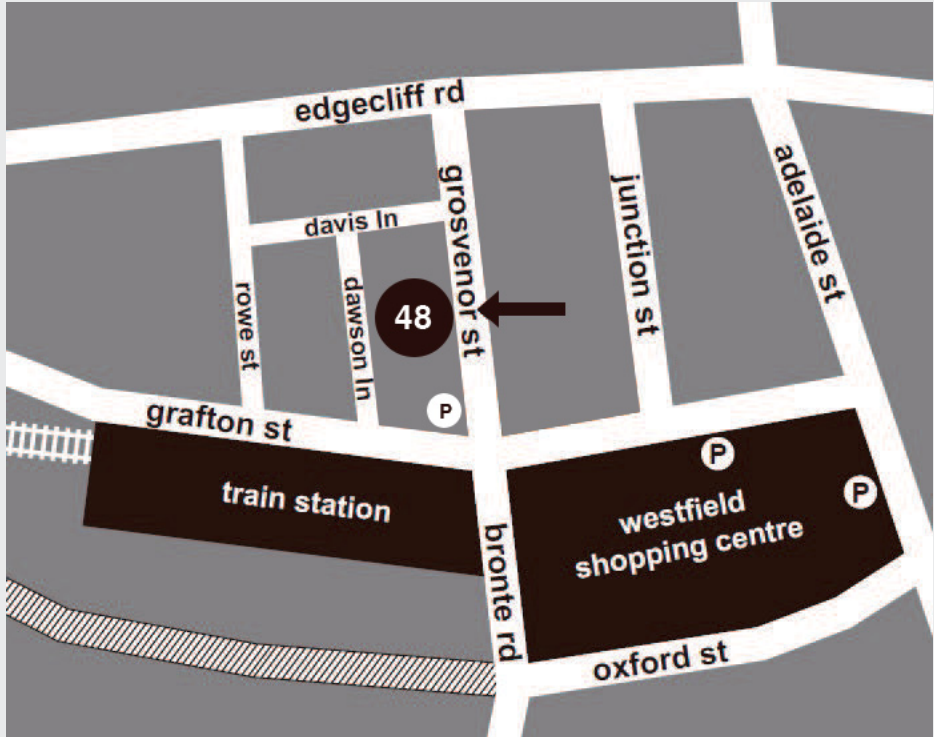 edgecliff rd
adelaide st
grosvenor st
junction st
davis ln
rowe st
dawson ln
48
P
grafton st
P
P
train station
westfield
shopping centre
bronte rd
oxford st